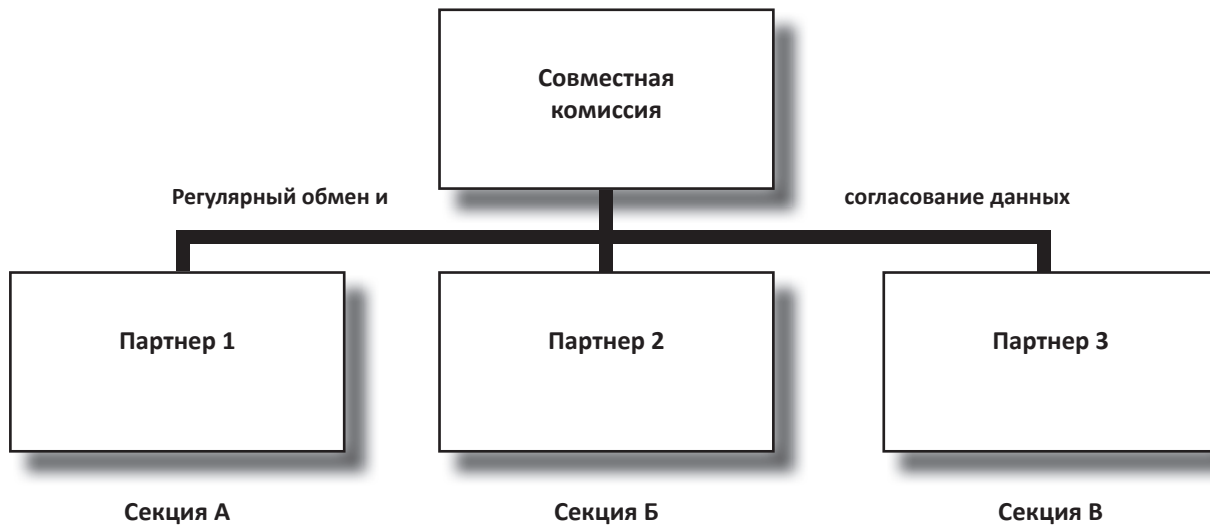 Совместная
комиссия
Регулярный обмен и
согласование данных
Партнер 1
Партнер 2
Партнер 3
Секция А
Секция Б
Секция В